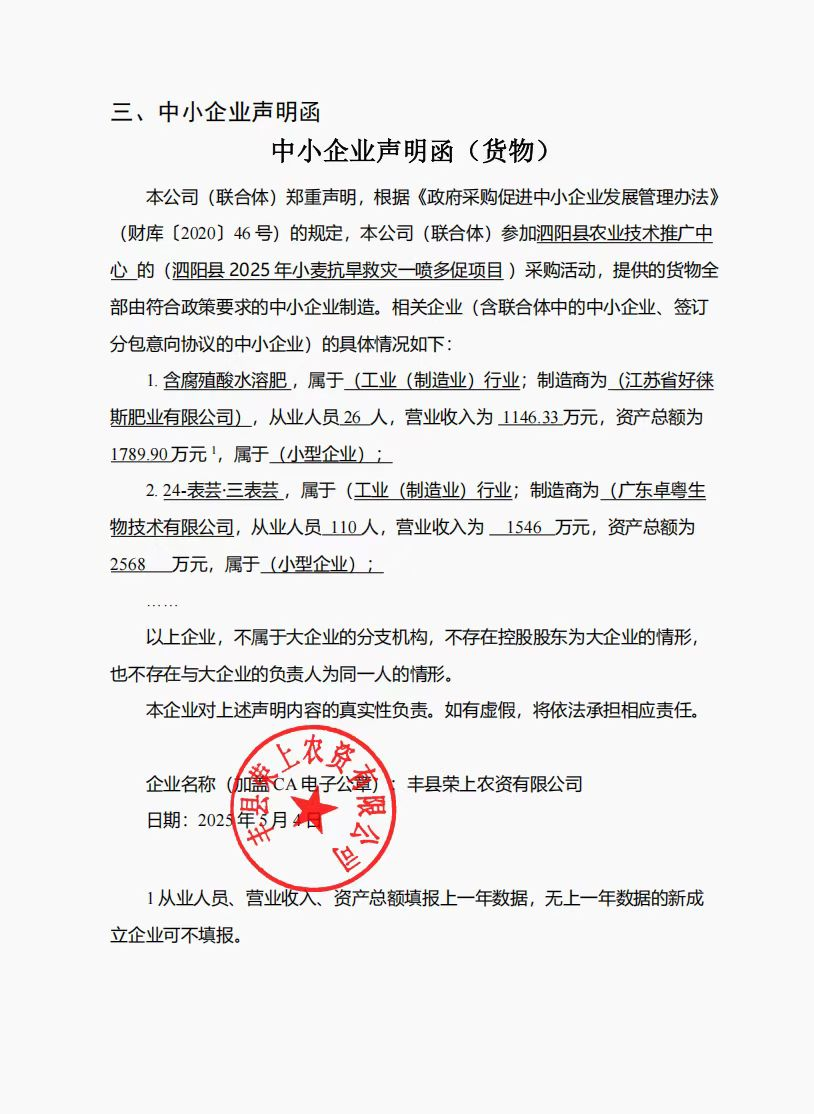 三、中小企业声明函
中小企业声明函（货物）
本公司（联合体）郑重声明，根据《政府采购促进中小企业发展管理办法》
（财库〔2020〕46 号）的规定，本公司（联合体）参加泗阳县农业技术推广中
心 的（泗阳县 2025 年小麦抗旱救灾一喷多促项目 ）采购活动，提供的货物全
部由符合政策要求的中小企业制造。相关企业（含联合体中的中小企业、签订
分包意向协议的中小企业）的具体情况如下：
1. 含腐殖酸水溶肥 ，属于（工业（制造业）行业；制造商为（江苏省好徕
斯肥业有限公司），从业人员 26 人，营业收入为 1146.33 万元，资产总额为
1789.90 万元 1，属于（小型企业）；
2. 24-表芸·三表芸 ，属于（工业（制造业）行业；制造商为（广东卓粤生
物技术有限公司，从业人员 110 人，营业收入为 1546 万元，资产总额为
2568 万元，属于（小型企业）；
……
以上企业，不属于大企业的分支机构，不存在控股股东为大企业的情形，
也不存在与大企业的负责人为同一人的情形。
本企业对上述声明内容的真实性负责。如有虚假，将依法承担相应责任。
企业名称（加盖 CA 电子公章）：丰县荣上农资有限公司
日期：2025 年 5 月 4 日
丰县荣上农资有限公司
1 从业人员、营业收入、资产总额填报上一年数据，无上一年数据的新成
立企业可不填报。